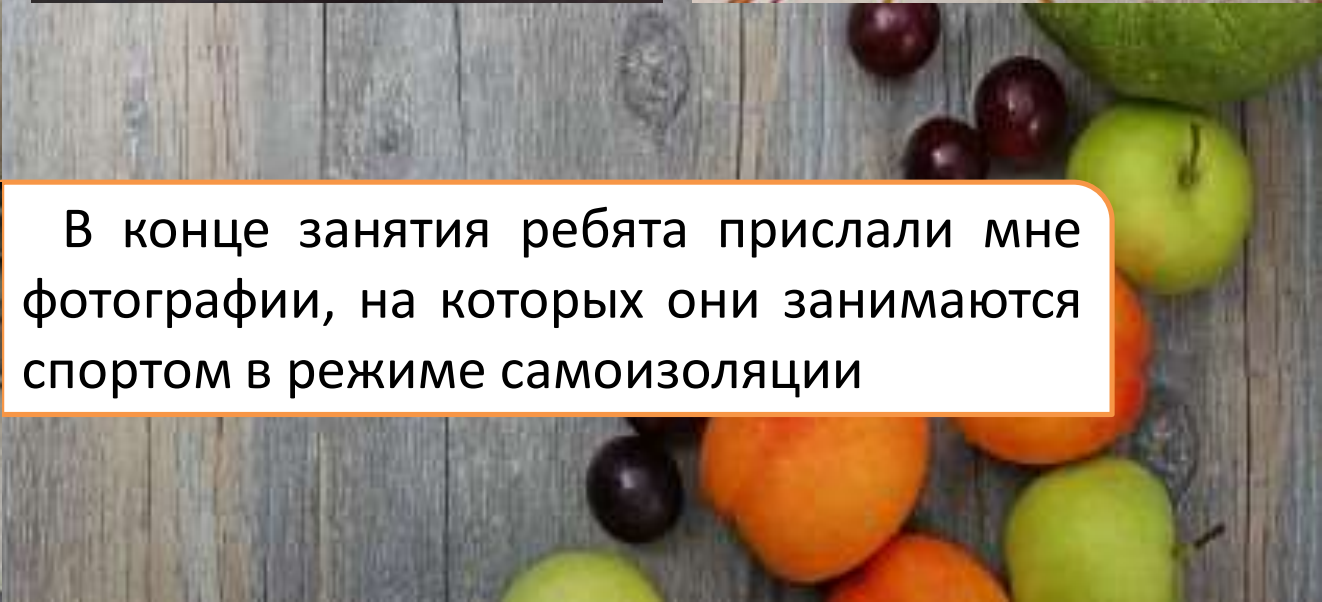 В конце занятия ребята прислали мне
фотографии, на которых они занимаются
спортом в режиме самоизоляции